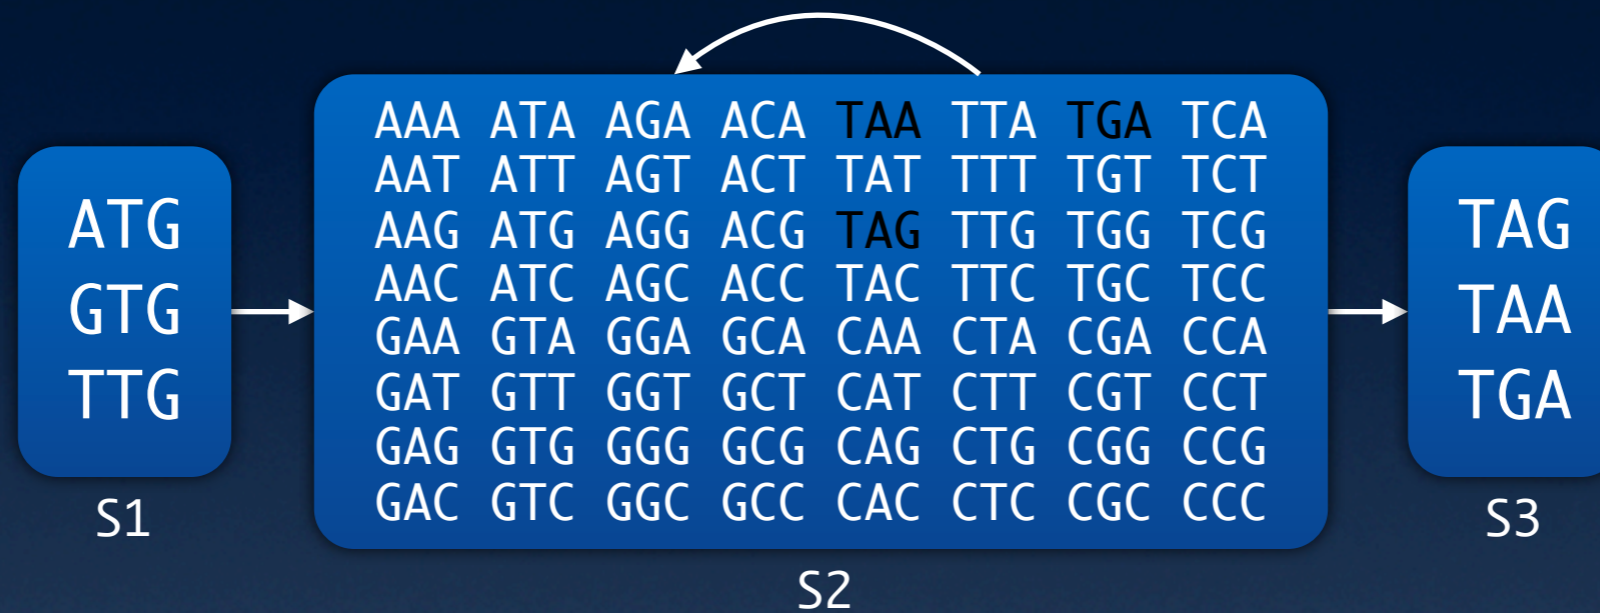 ATG
GTG
TTG
S1
AAA ATA AGA ACA TAA TTA TGA TCA
AAT ATT AGT ACT TAT TTT TGT TCT
AAG ATG AGG ACG TAG TTG TGG TCG
AAC ATC AGC ACC TAC TTC TGC TCC
GAA GTA GGA GCA CAA CTA CGA CCA
GAT GTT GGT GCT CAT CTT CGT CCT
GAG GTG GGG GCG CAG CTG CGG CCG
GAC GTC GGC GCC CAC CTC CGC CCC
S2
TAG
TAA
TGA
S3